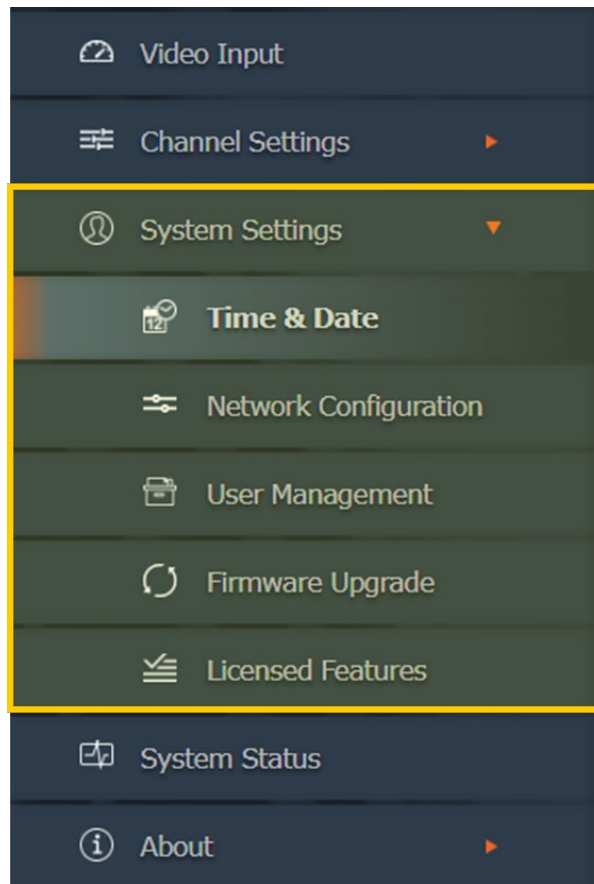 Video Input
Channel Settings
System Settings
12
Time & Date
Network Configuration
User Management
Firmware Upgrade
Licensed Features
System Status
About